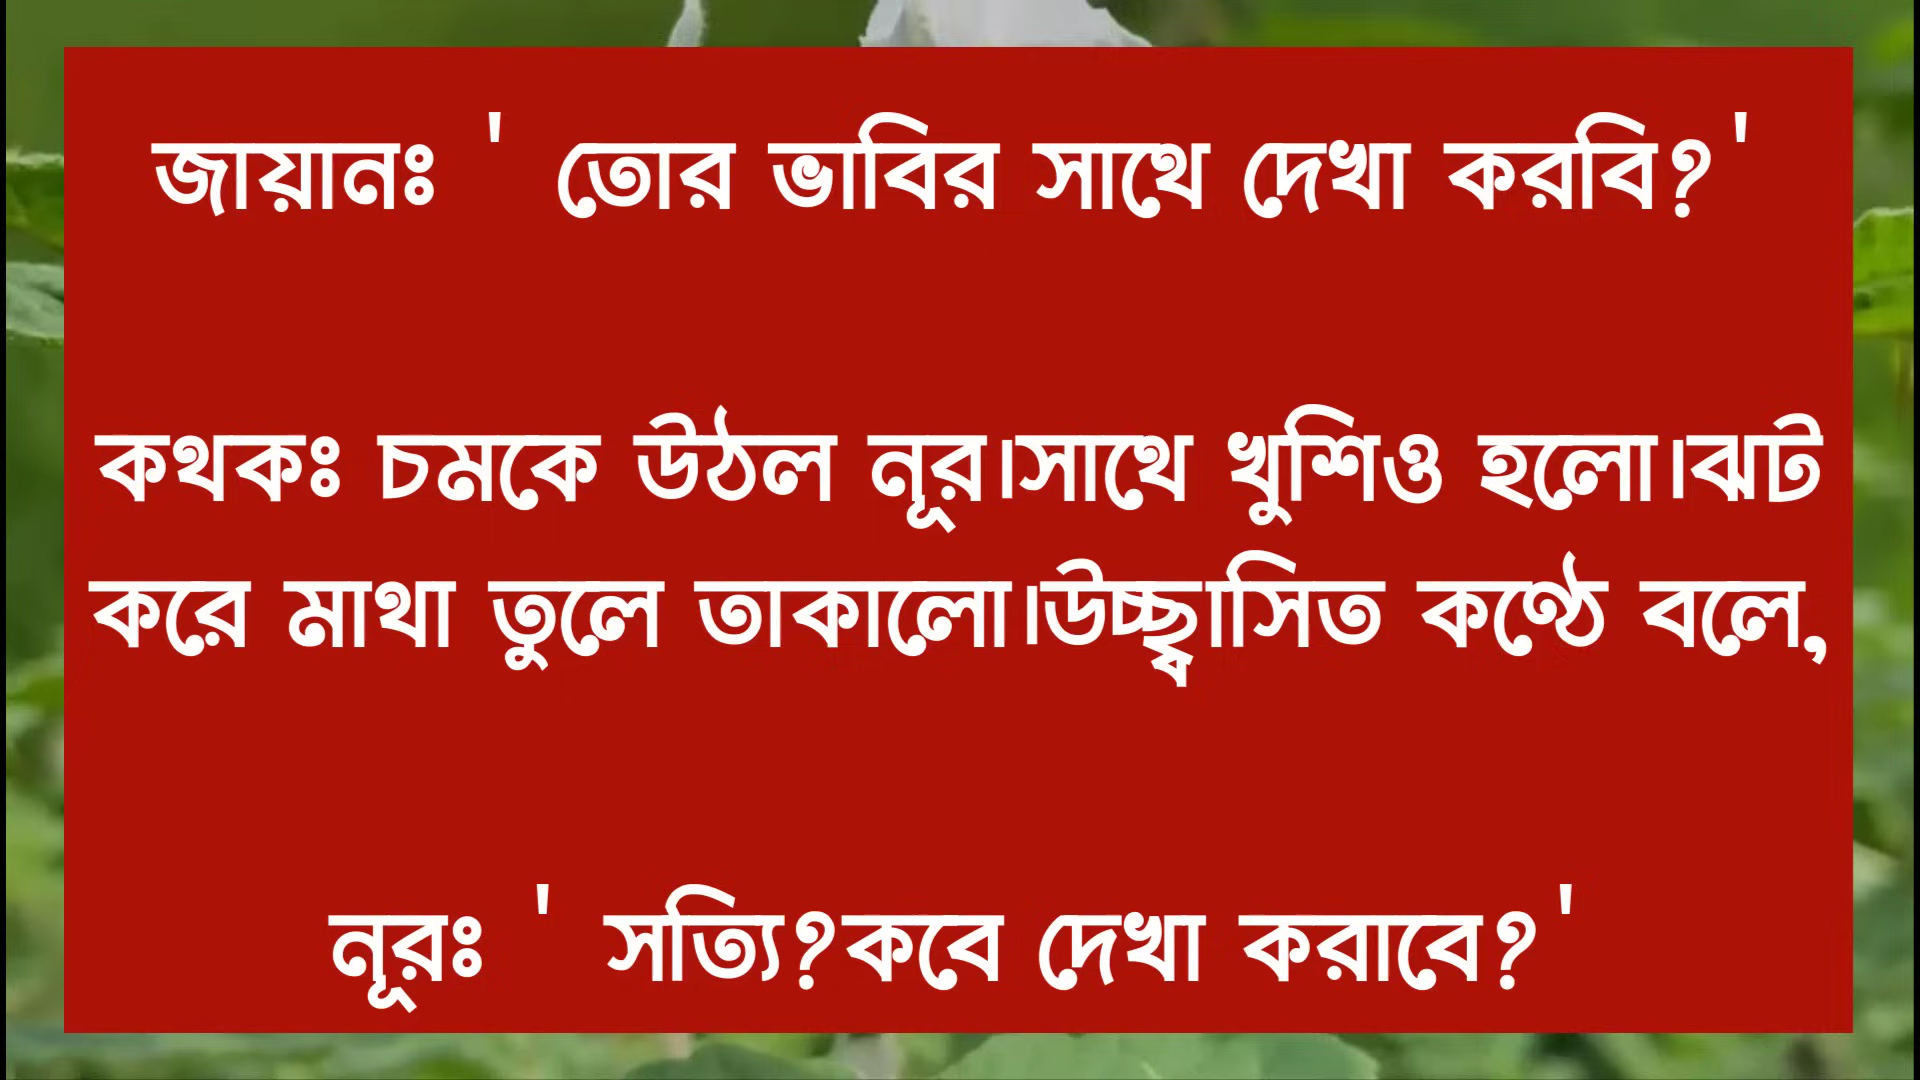 জায়ানঃ ' তোর ভাবির সাথে দেখা করবি?'
কথকঃ চমকে উঠল নূর।সাথে খুশিও হলো।ঝট
করে মাথা তুলে তাকালো।উচ্ছ্বাসিত কণ্ঠে বলে,
নূরঃ ' সত্যি?কবে দেখা করাবে?'